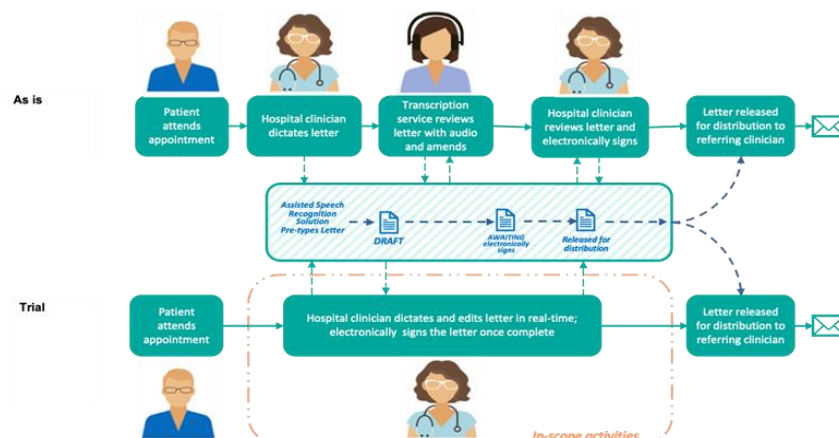 As is
Patient
attends
appointment
Hospital clinician
dictates letter
Transcription
service reviews
letter with audio
and amends
Hospital clinician
reviews letter and
electronically signs
Letter released
for distribution to
referring clinician
Assisted Speech
Recognition
Solution
Pre-types Letter
DRAFT
AWAITING
electronically
signs
Released for
distribution
Trial
Patient
attends
appointment
Hospital clinician dictates and edits letter in real-time;
electronically signs the letter once complete
Letter released
for distribution to
referring clinician
In-scope activities